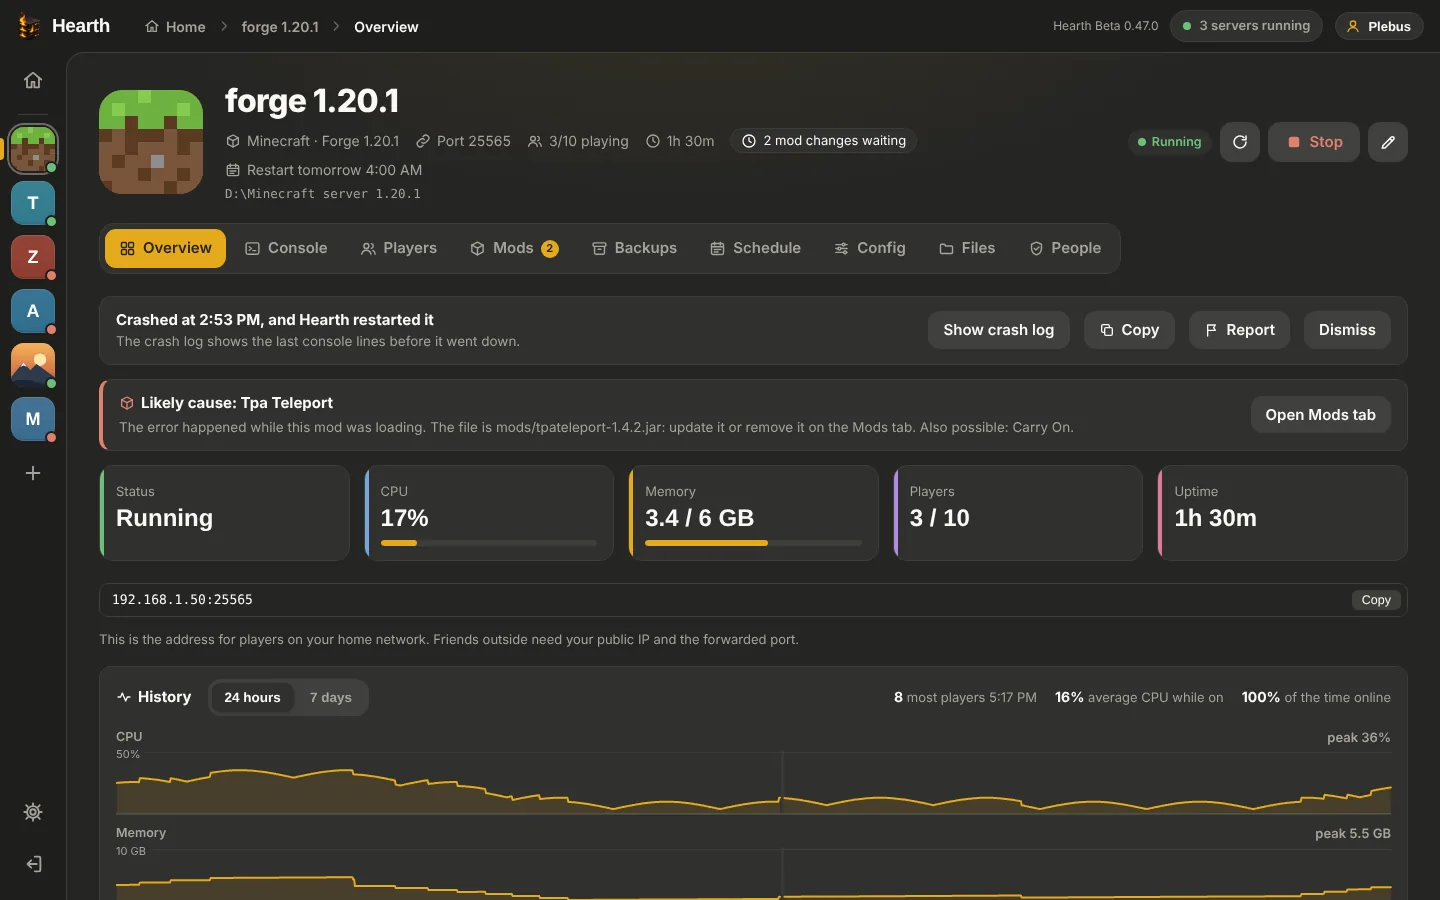 Hearth
Home
forge 1.20.1
Overview
Hearth Beta 0.47.0
3 servers running
Plebus
forge 1.20.1
Minecraft · Forge 1.20.1
Port 25565
3/10 playing
1h 30m
2 mod changes waiting
Restart tomorrow 4:00 AM
D:\Minecraft server 1.20.1
Running
Stop
T
Z
A
M
Overview
Console
Players
Mods 2
Backups
Schedule
Config
Files
People
Crashed at 2:53 PM, and Hearth restarted it
The crash log shows the last console lines before it went down.
Show crash log
Copy
Report
Dismiss
Likely cause: Tpa Teleport
The error happened while this mod was loading. The file is mods/tpateleport-1.4.2.jar: update it or remove it on the Mods tab. Also possible: Carry On.
Open Mods tab
Status
Running
CPU
17%
Memory
3.4 / 6 GB
Players
3 / 10
Uptime
1h 30m
192.168.1.50:25565
Copy
This is the address for players on your home network. Friends outside need your public IP and the forwarded port.
History
24 hours
7 days
8 most players 5:17 PM
16% average CPU while on
100% of the time online
CPU
peak 36%
50%
Memory
peak 5.5 GB
10 GB